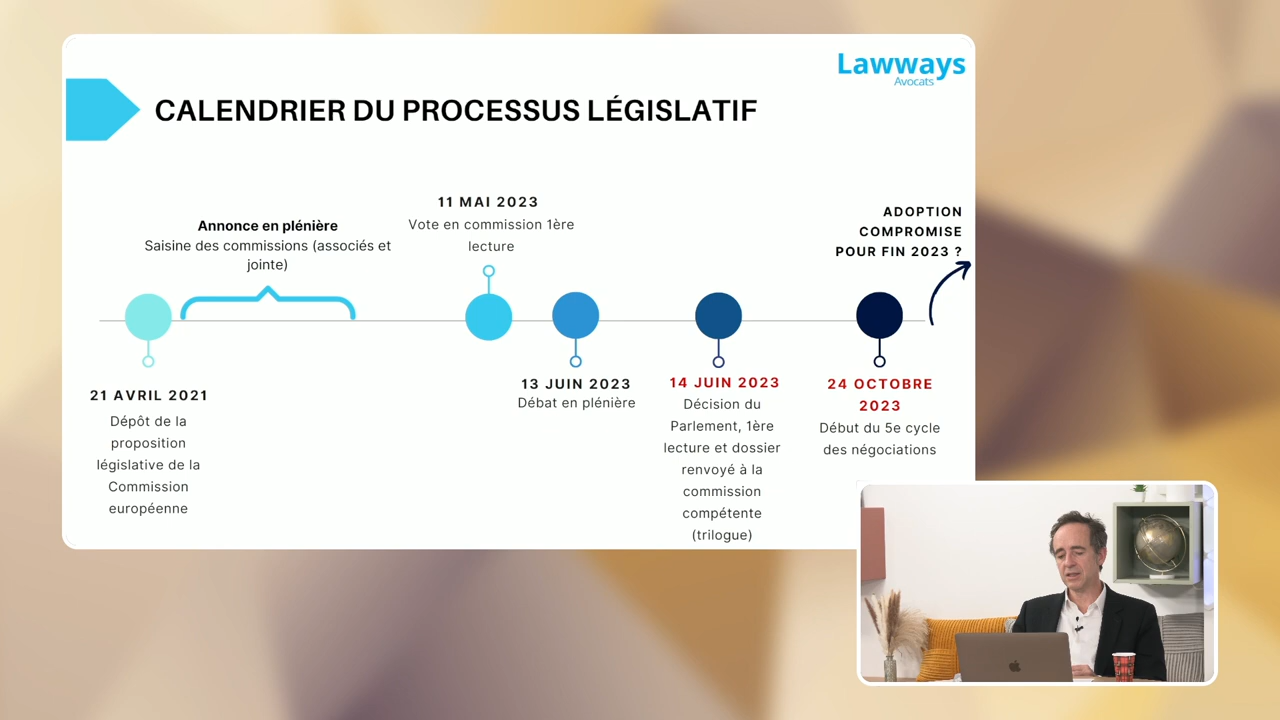 Lawways
Avocats
CALENDRIER DU PROCESSUS LÉGISLATIF
Annonce en plénière
Saisine des commissions (associés et
jointe)
11 MAI 2023
Vote en commission 1ère
lecture
ADOPTION
COMPROMISE
POUR FIN 2023 ?
21 AVRIL 2021
Dépôt de la
proposition
législative de la
Commission
européenne
13 JUIN 2023
Débat en plénière
14 JUIN 2023
Décision du
Parlement, 1ère
lecture et dossier
renvoyé à la
commission
compétente
(trilogue)
24 OCTOBRE
2023
Début du 5e cycle
des négociations